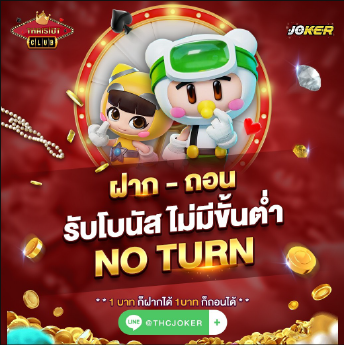 CLUB
JOKER
ฝาก - ถอน
รับโบนัส ไม่มีขั้นต่ำ
NO TURN
** 1 บาท ก็ฝากได้ 1บาท ก็ถอนได้ **
LINE @THCJOKER +